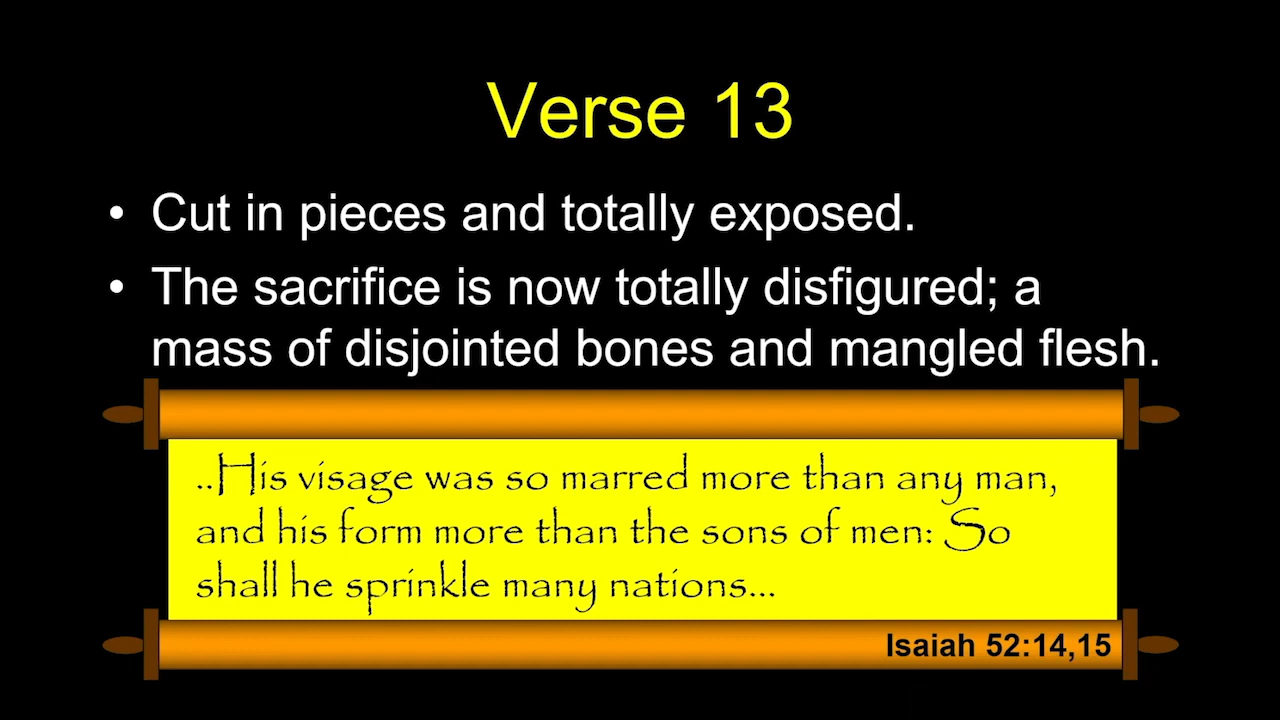 Verse 13
• Cut in pieces and totally exposed.
• The sacrifice is now totally disfigured; a
mass of disjointed bones and mangled flesh.
..His visage was so marred more than any man,
and his form more than the sons of men: So
shall he sprinkle many nations...
Isaiah 52:14,15